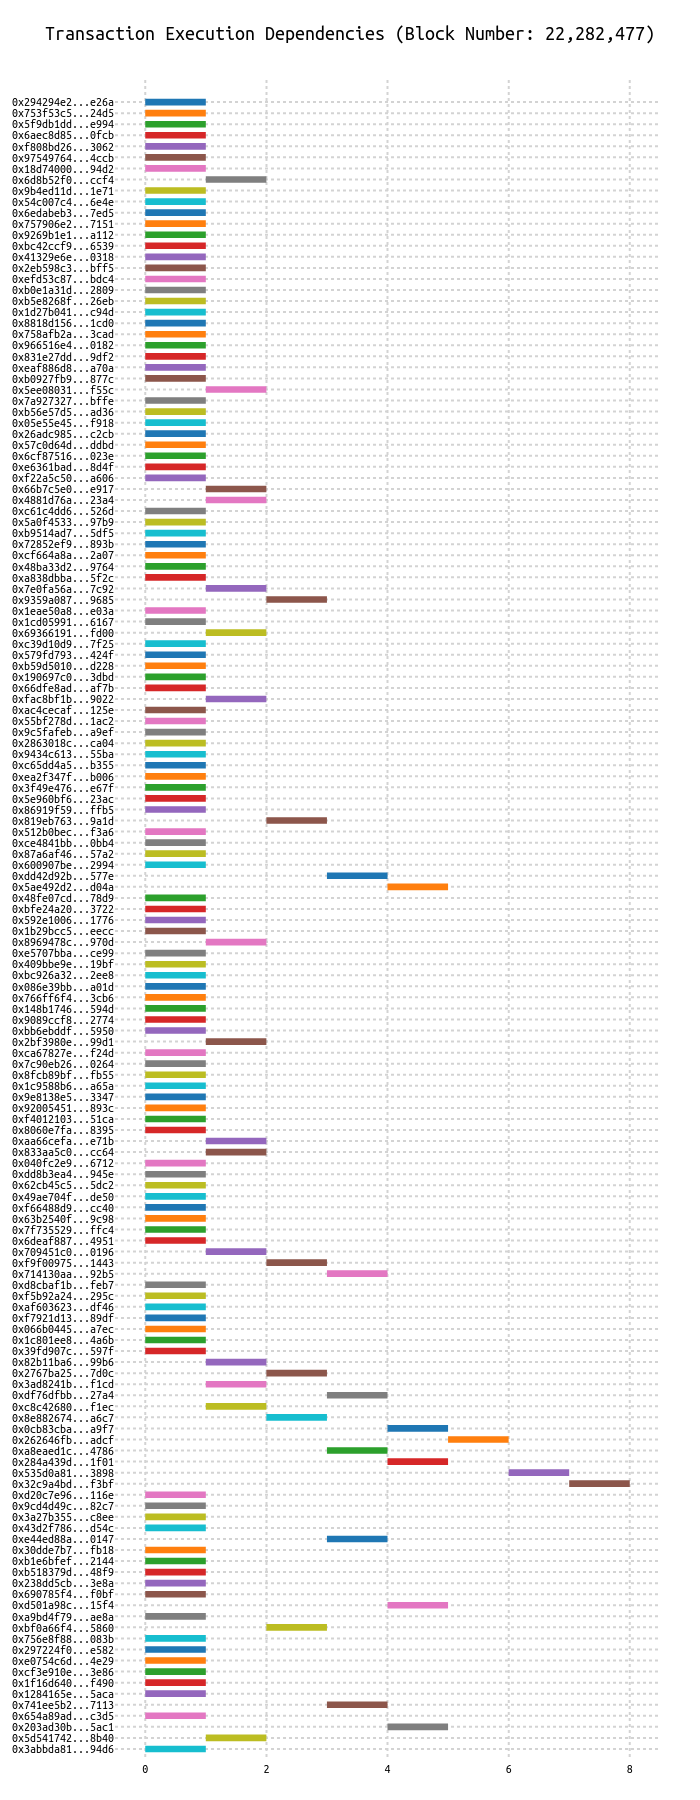 Transaction Execution Dependencies (Block Number: 22,282,477)
0x294294e2...e26a
0x753f53c5...24d5
0x5f9db1dd...e994
0x6aec8d85...0fcb
0xf808bd26...3062
0x97549764...4ccb
0x18d74000...94d2
0x6d8b52f0...ccf4
0x9b4ed11d...1e71
0x54c007c4...6e4e
0x6edabeb3...7ed5
0x757906e2...7151
0x9269b1e1...a112
0xbc42ccf9...6539
0x41329e6e...0318
0x2eb598c3...bff5
0xefd53c87...bdc4
0xb0e1a31d...2809
0xb5e8268f...26eb
0x1d27b041...c94d
0x8818d156...1cd0
0x758afb2a...3cad
0x966516e4...0182
0x831e27dd...9df2
0xeaf886d8...a70a
0xb0927fb9...877c
0x5ee08031...f55c
0x7a927327...bffe
0xb56e57d5...ad36
0x05e55e45...f918
0x26adc985...c2cb
0x57c0d64d...ddbd
0x6cf87516...023e
0xe6361bad...8d4f
0xf22a5c50...a606
0x66b7c5e0...e917
0x4881d76a...23a4
0xc61c4dd6...526d
0x5a0f4533...97b9
0xb9514ad7...5df5
0x72852ef9...893b
0xcf664a8a...2a07
0x48ba33d2...9764
0xa838dbba...5f2c
0x7e0fa56a...7c92
0x9359a087...9685
0x1eae50a8...e03a
0x1cd05991...6167
0x69366191...fd00
0xc39d10d9...7f25
0x579fd793...424f
0xb59d5010...d228
0x190697c0...3dbd
0x66dfe8ad...af7b
0xfac8bf1b...9022
0xac4cecaf...125e
0x55bf278d...1ac2
0x9c5fafeb...a9ef
0x2863018c...ca04
0x9434c613...55ba
0xc65dd4a5...b355
0xea2f347f...b006
0x3f49e476...e67f
0x5e960bf6...23ac
0x86919f59...ffb5
0x819eb763...9a1d
0x512b0bec...f3a6
0xce4841bb...0bb4
0x87a6af46...57a2
0x600907be...2994
0xdd42d92b...577e
0x5ae492d2...d04a
0x48fe07cd...78d9
0xbfe24a20...3722
0x592e1006...1776
0x1b29bcc5...eecc
0x8969478c...970d
0xe5707bba...ce99
0x409bbe9e...19bf
0xbc926a32...2ee8
0x086e39bb...a01d
0x766ff6f4...3cb6
0x148b1746...594d
0x9089ccf8...2774
0xbb6ebddf...5950
0x2bf3980e...99d1
0xca67827e...f24d
0x7c90eb26...0264
0x8fcb89bf...fb55
0x1c9588b6...a65a
0x9e8138e5...3347
0x92005451...893c
0xf4012103...51ca
0x8060e7fa...8395
0xaa66cefa...e71b
0x833aa5c0...cc64
0x040fc2e9...6712
0xdd8b3ea4...945e
0x62cb45c5...5dc2
0x49ae704f...de50
0xf66488d9...cc40
0x63b2540f...9c98
0x7f735529...ffc4
0x6deaf887...4951
0x709451c0...0196
0xf9f00975...1443
0x714130aa...92b5
0xd8cbaf1b...feb7
0xf5b92a24...295c
0xaf603623...df46
0xf7921d13...89df
0x066b0445...a7ec
0x1c801ee8...4a6b
0x39fd907c...597f
0x82b11ba6...99b6
0x2767ba25...7d0c
0x3ad8241b...f1cd
0xdf76dfbb...27a4
0xc8c42680...f1ec
0x8e882674...a6c7
0x0cb83cba...a9f7
0x262646fb...adcf
0xa8eaed1c...4786
0x284a439d...1f01
0x535d0a81...3898
0x32c9a4bd...f3bf
0xd20c7e96...116e
0x9cd4d49c...82c7
0x3a27b355...c8ee
0x43d2f786...d54c
0xe44ed88a...0147
0x30dde7b7...fb18
0xb1e6bfef...2144
0xb518379d...48f9
0x238dd5cb...3e8a
0x690785f4...f0bf
0xd501a98c...15f4
0xa9bd4f79...ae8a
0xbf0a66f4...5860
0x756e8f88...083b
0x297224f0...e582
0xe0754c6d...4e29
0xcf3e910e...3e86
0x1f16d640...f490
0x1284165e...5aca
0x741ee5b2...7113
0x654a89ad...c3d5
0x203ad30b...5ac1
0x5d541742...8b40
0x3abbda81...94d6
0 2 4 6 8